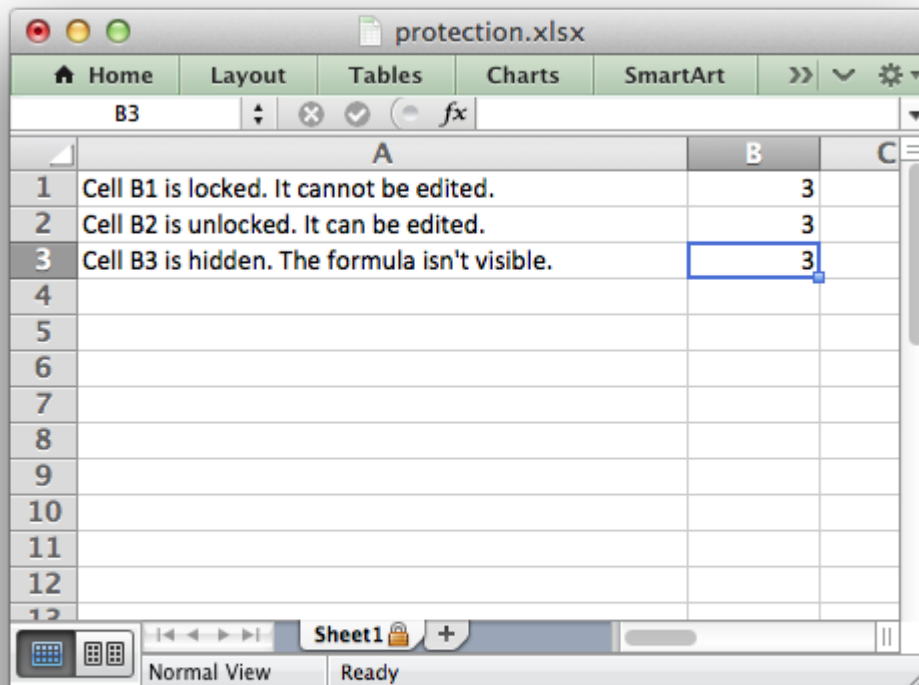 protection.xlsx
Home Layout Tables Charts SmartArt
B3 fx
A B C
1 Cell B1 is locked. It cannot be edited. 3
2 Cell B2 is unlocked. It can be edited. 3
3 Cell B3 is hidden. The formula isn't visible. 3
4
5
6
7
8
9
10
11
12
13
Sheet1 +
Normal View Ready